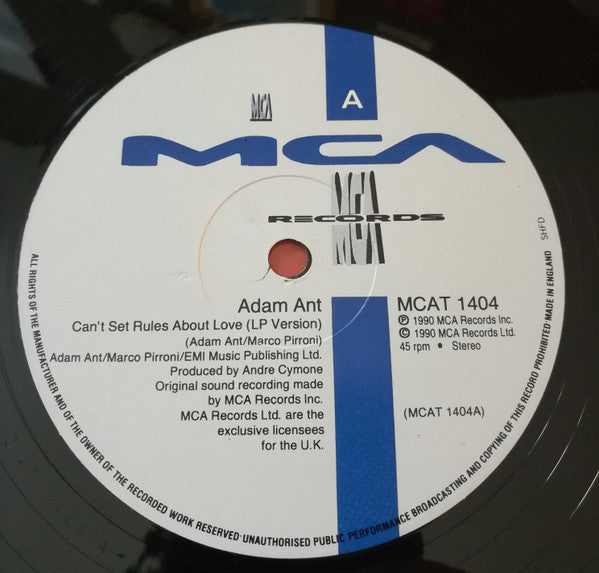 A
MCA
MCA
MCA
RECORDS
Adam Ant
Can't Set Rules About Love (LP Version)
(Adam Ant/Marco Pirroni)
Adam Ant/Marco Pirroni/EMI Music Publishing Ltd.
Produced by Andre Cymone
Original sound recording made
by MCA Records Inc.
MCA Records Ltd. are the
exclusive licensees
for the U.K.
MCAT 1404
Ⓟ 1990 MCA Records Inc.
© 1990 MCA Records Ltd.
45 rpm • Stereo
(MCAT 1404A)
SHFD
ALL RIGHTS OF THE MANUFACTURER AND OF THE OWNER OF THE RECORDED WORK RESERVED·UNAUTHORISED PUBLIC PERFORMANCE BROADCASTING AND COPYING OF THIS RECORD PROHIBITED MADE IN ENGLAND